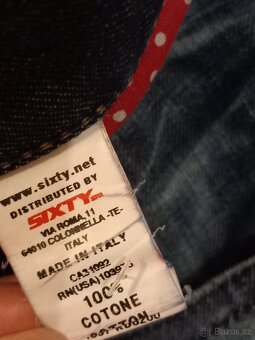 www.sixty.net
DISTRIBUTED BY
SIXTY
VIA ROMA,11
64010 COLONNELLA -TE-
ITALY
MADE IN ITALY
CA31092
100%
COTONE
bazoš.cz